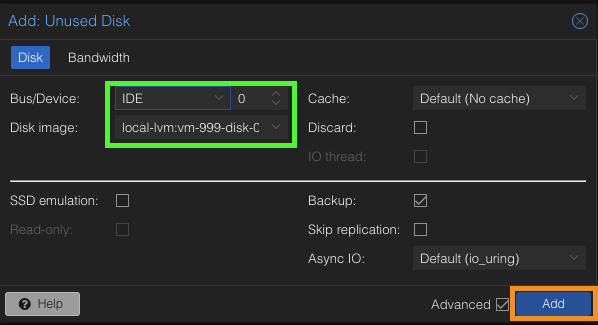 Add: Unused Disk
Disk Bandwidth
Bus/Device: IDE 0 Cache: Default (No cache)
Disk image: local-lvm:vm-999-disk-0 Discard:
IO thread:
SSD emulation: Backup:
Read-only: Skip replication:
Async IO: Default (io_uring)
? Help Advanced Add